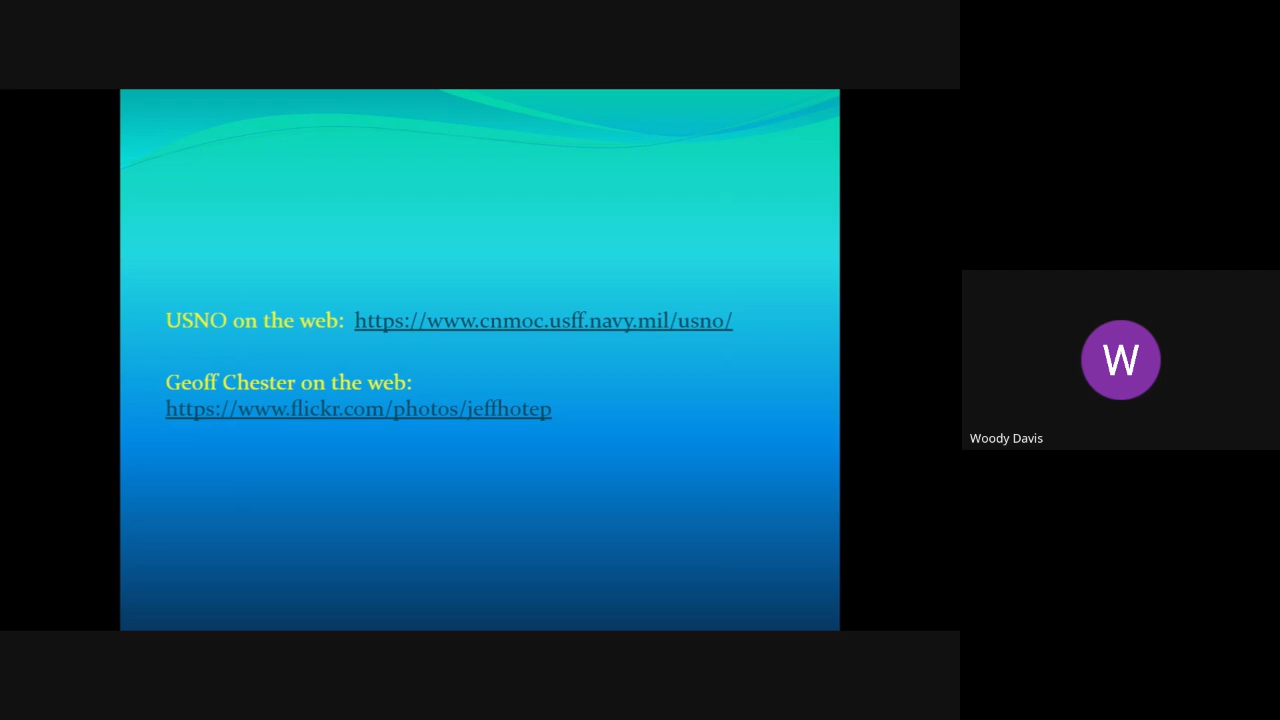 USNO on the web: https://www.cnmoc.usff.navy.mil/usno/
Geoff Chester on the web:
https://www.flickr.com/photos/jeffhotep
W
Woody Davis